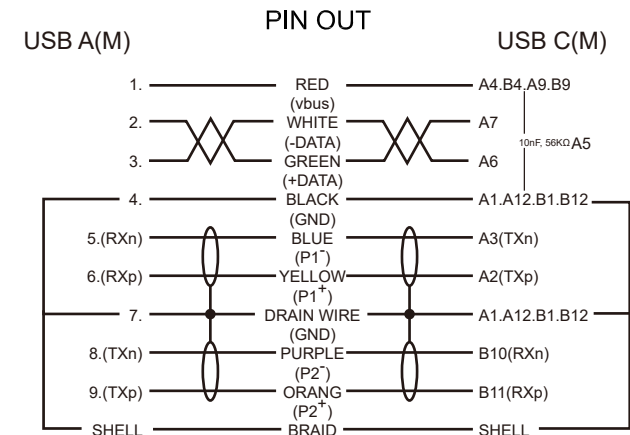 PIN OUT
USB A(M) USB C(M)
1. RED A4.B4.A9.B9
(vbus)
2. WHITE A7
(-DATA) 10nF, 56KΩ A5
3. GREEN A6
(+DATA)
4. BLACK A1.A12.B1.B12
(GND)
5.(RXn) BLUE A3(TXn)
(P1⁻)
6.(RXp) YELLOW A2(TXp)
(P1⁺)
7. DRAIN WIRE A1.A12.B1.B12
(GND)
8.(TXn) PURPLE B10(RXn)
(P2⁻)
9.(TXp) ORANG B11(RXp)
(P2⁺)
SHELL BRAID SHELL